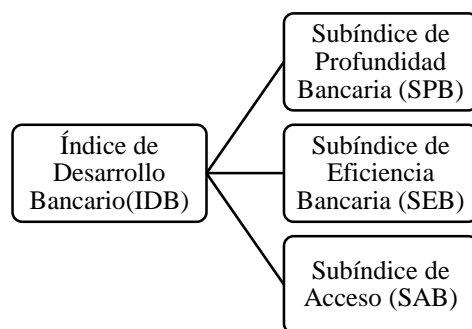 Índice de
Desarrollo
Bancario(IDB)
Subíndice de
Profundidad
Bancaria (SPB)
Subíndice de
Eficiencia
Bancaria (SEB)
Subíndice de
Acceso (SAB)